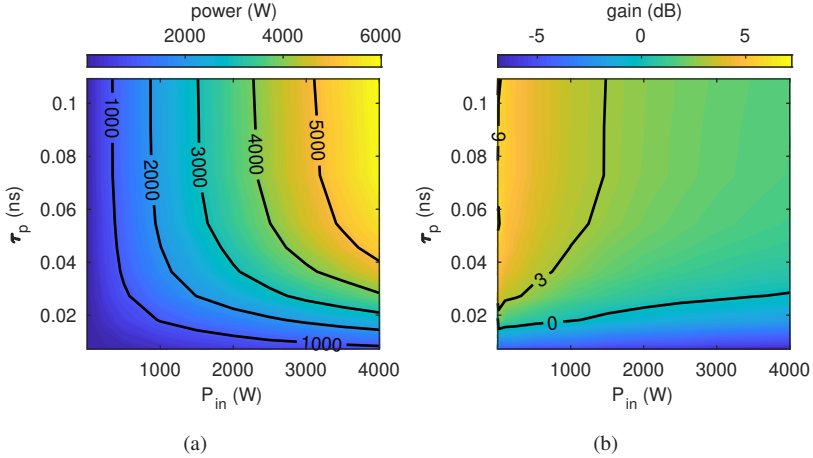 power (W)
2000 4000 6000
0.1
0.08
0.06
0.04
0.02
τp (ns)
1000
2000
3000
4000
5000
1000
1000 2000 3000 4000
Pin (W)
(a)
gain (dB)
-5 0 5
0.1
0.08
0.06
0.04
0.02
τp (ns)
6
3
0
0 1000 2000 3000 4000
Pin (W)
(b)